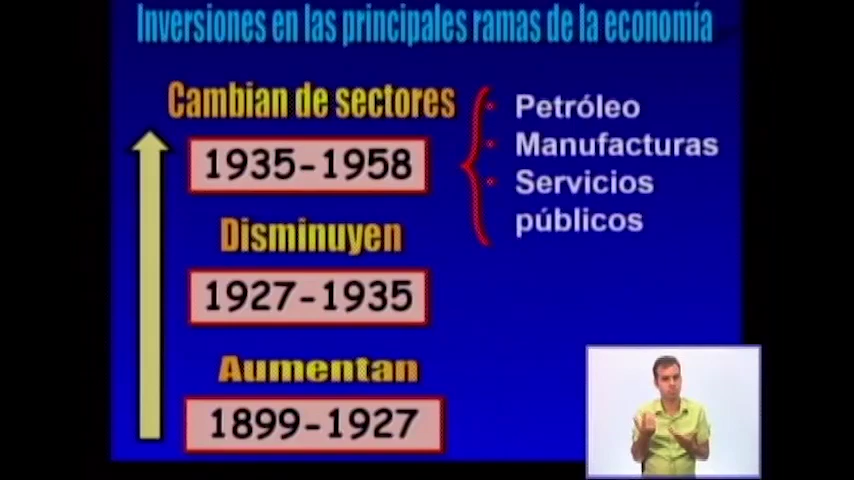 Inversiones en las principales ramas de la economía
Cambian de sectores
1935-1958
Petróleo
Manufacturas
Servicios
públicos
Disminuyen
1927-1935
Aumentan
1899-1927